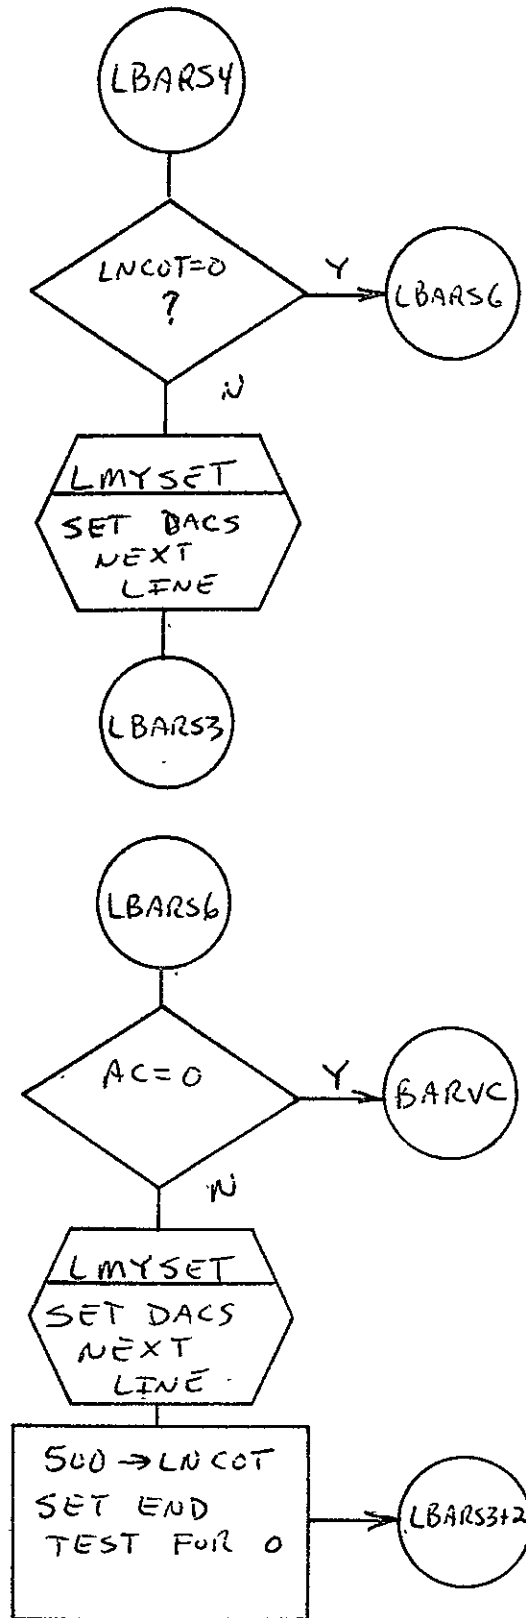 LBARS4
LNCOT=0
?
Y
LBARS6
N
LMYSET
SET DACS
NEXT
LINE
LBARS3
LBARS6
AC=0
Y
BARVC
N
LMYSET
SET DACS
NEXT
LINE
500→LNCOT
SET END
TEST FOR 0
LBARS3+2